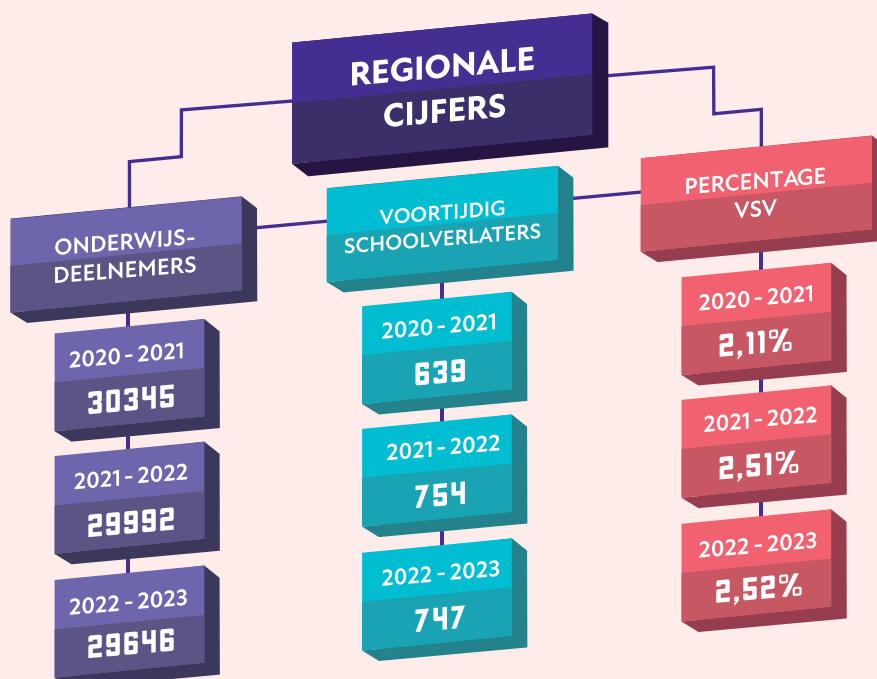 REGIONALE
CIJFERS
ONDERWIJS-
DEELNEMERS
2020 - 2021
30345
2021 - 2022
29992
2022 - 2023
29646
VOORTIJDIG
SCHOOLVERLATERS
2020 - 2021
639
2021 - 2022
754
2022 - 2023
747
PERCENTAGE
VSV
2020 - 2021
2,11%
2021 - 2022
2,51%
2022 - 2023
2,52%